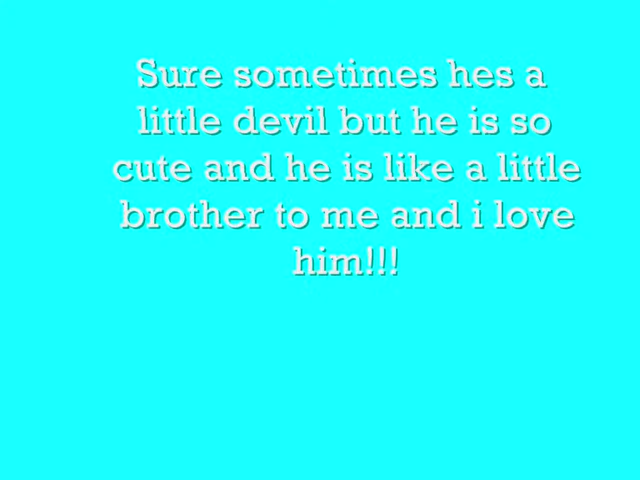 Sure sometimes hes a
little devil but he is so
cute and he is like a little
brother to me and i love
him!!!